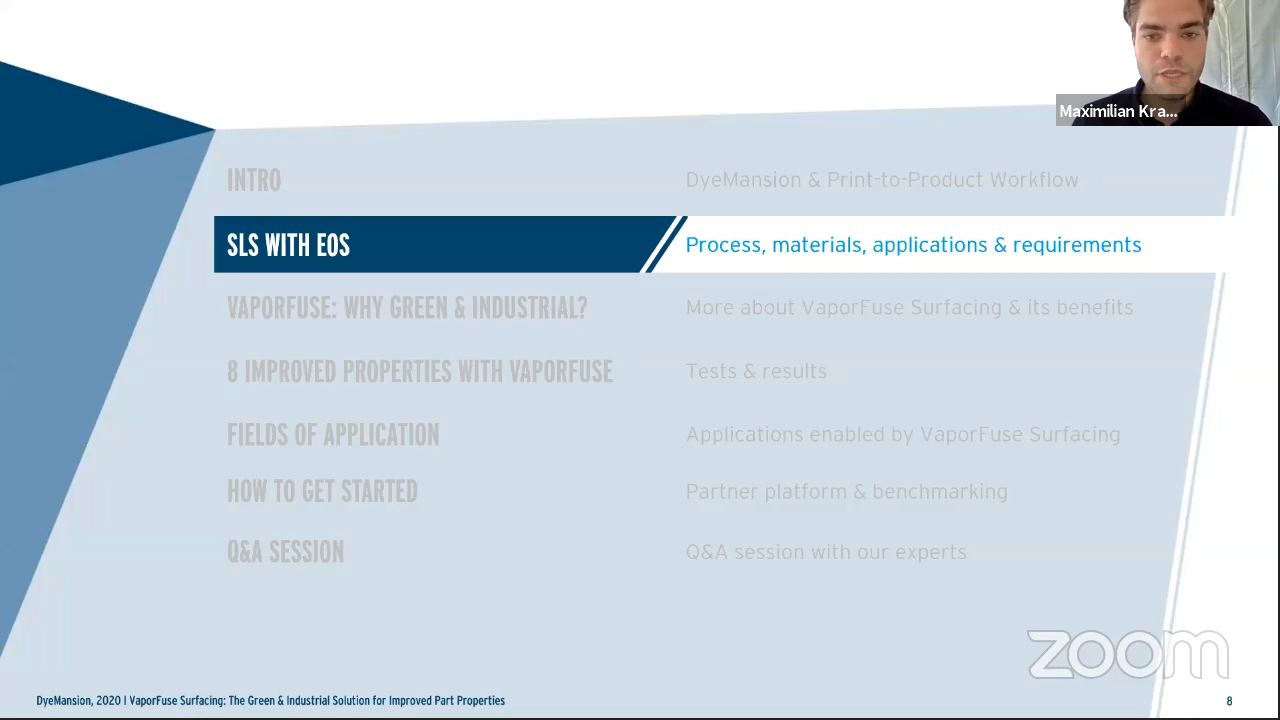 Maximilian Kra...
INTRO
DyeMansion & Print-to-Product Workflow
SLS WITH EOS
Process, materials, applications & requirements
VAPORFUSE: WHY GREEN & INDUSTRIAL?
More about VaporFuse Surfacing & its benefits
8 IMPROVED PROPERTIES WITH VAPORFUSE
Tests & results
FIELDS OF APPLICATION
Applications enabled by VaporFuse Surfacing
HOW TO GET STARTED
Partner platform & benchmarking
Q&A SESSION
Q&A session with our experts
zoom
DyeMansion, 2020 I VaporFuse Surfacing: The Green & Industrial Solution for Improved Part Properties
8